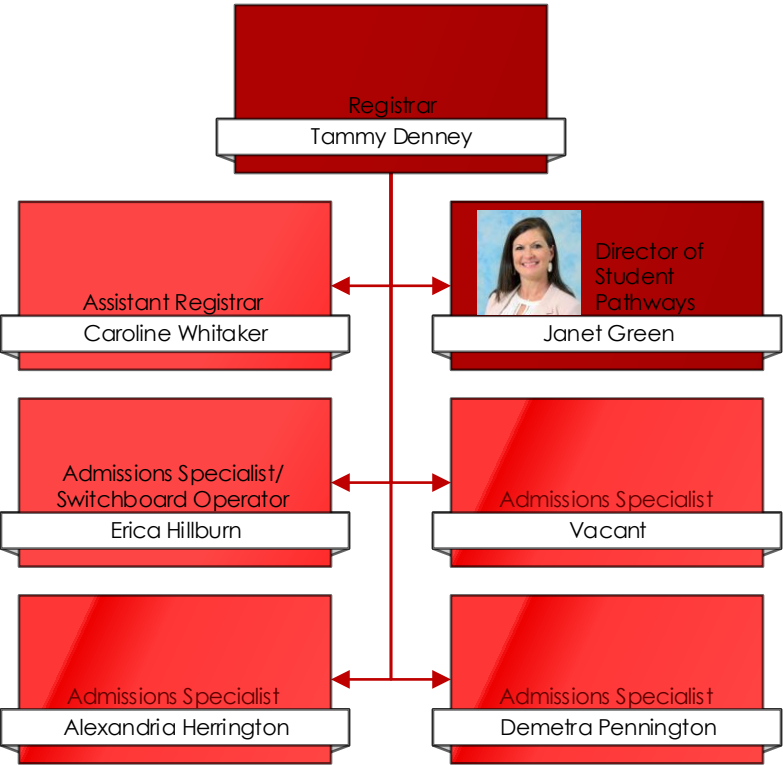 Registrar
Tammy Denney
Assistant Registrar
Caroline Whitaker
Director of
Student
Pathways
Janet Green
Admissions Specialist/
Switchboard Operator
Erica Hillburn
Admissions Specialist
Vacant
Admissions Specialist
Alexandria Herrington
Admissions Specialist
Demetra Pennington